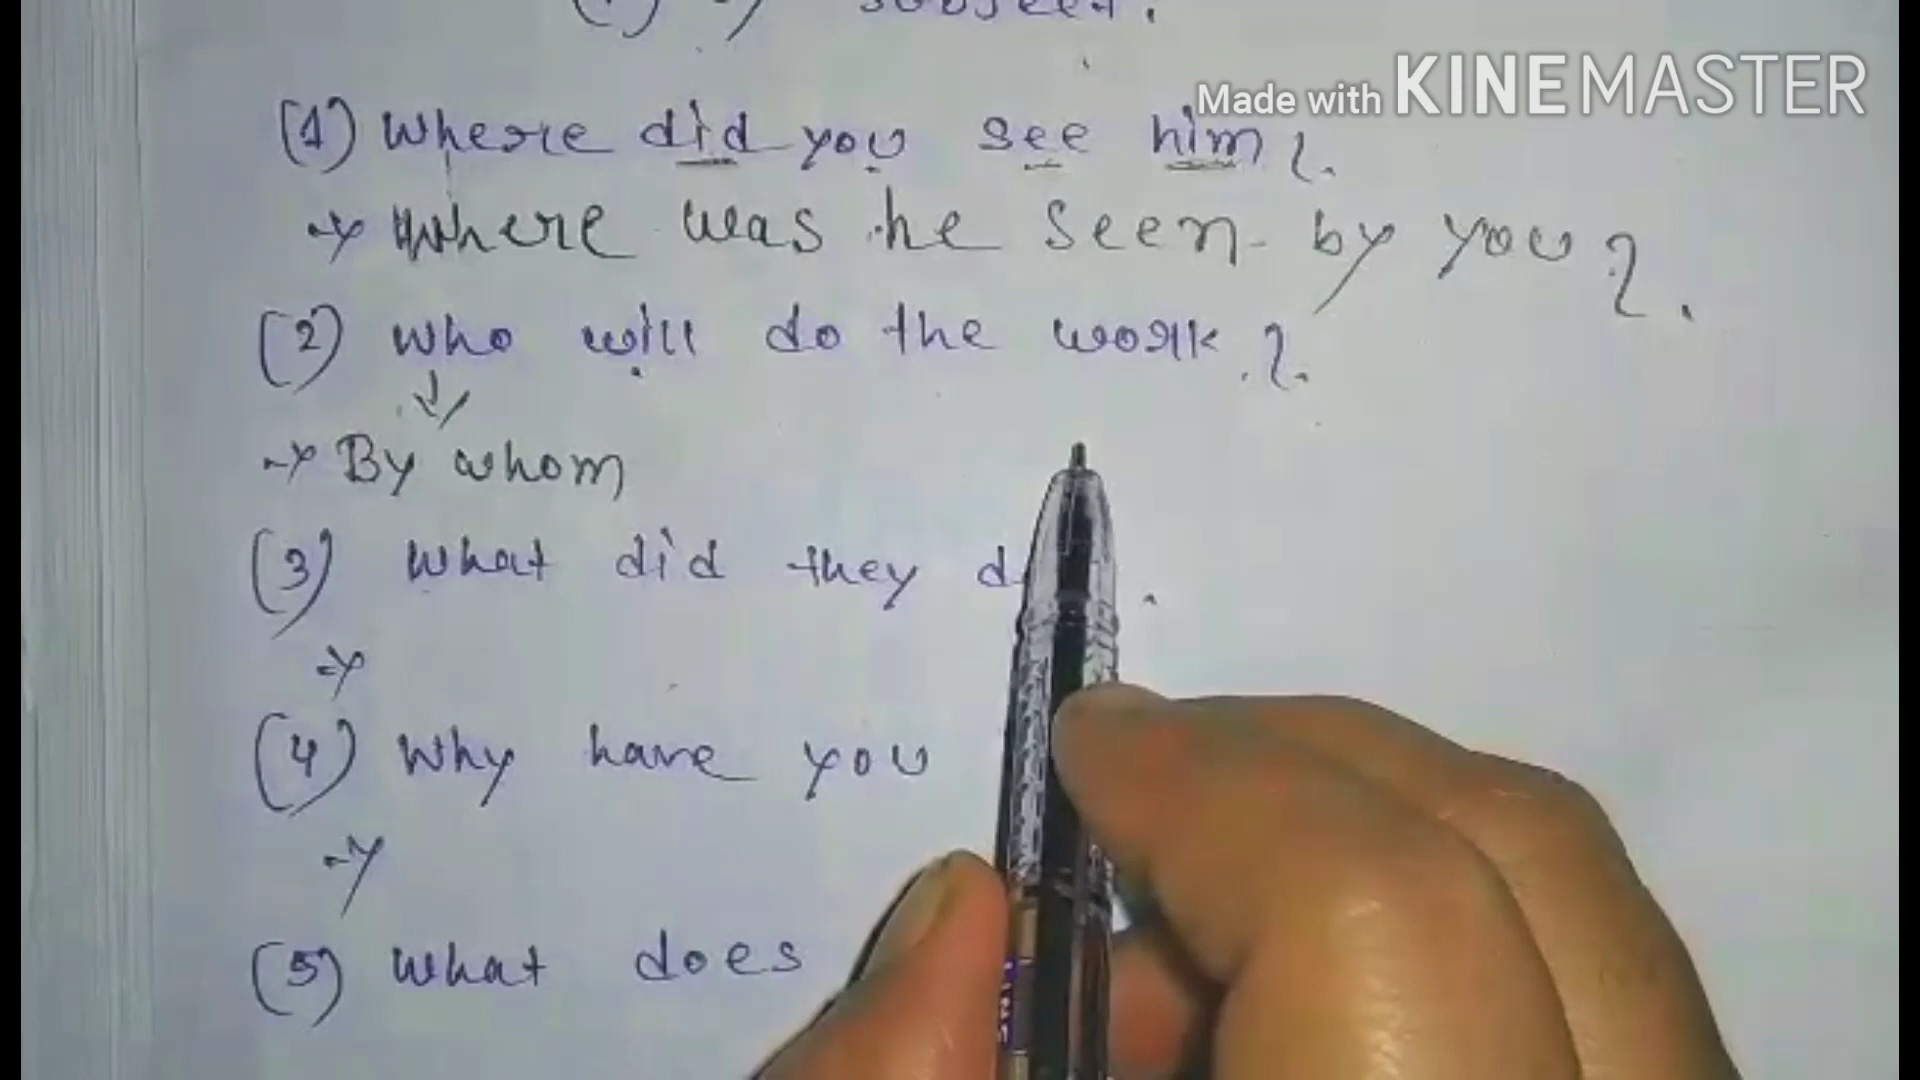 subject.
Made with KINEMASTER
(1) Where did you see him?
Where was he seen by you?
(2) Who will do the work?
By whom
(3) What did they
(4) Why have you
(5) What does